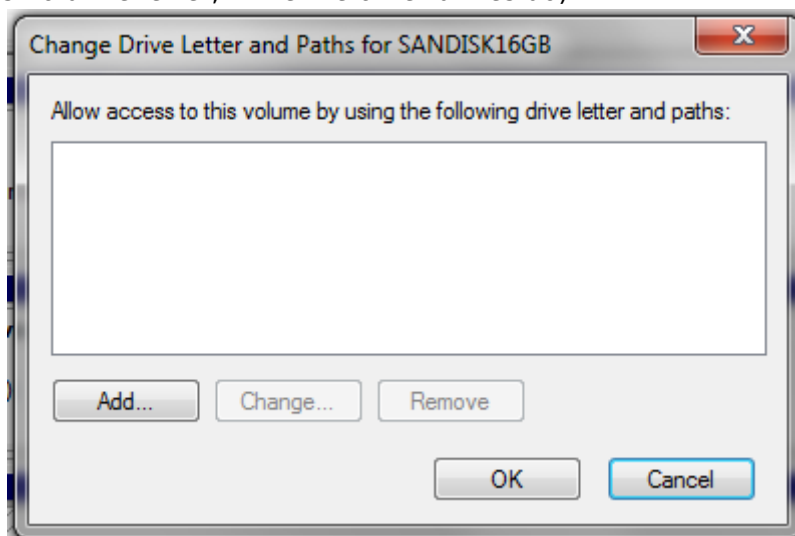 Change Drive Letter and Paths for SANDISK16GB
Allow access to this volume by using the following drive letter and paths:
Add... Change... Remove
OK Cancel